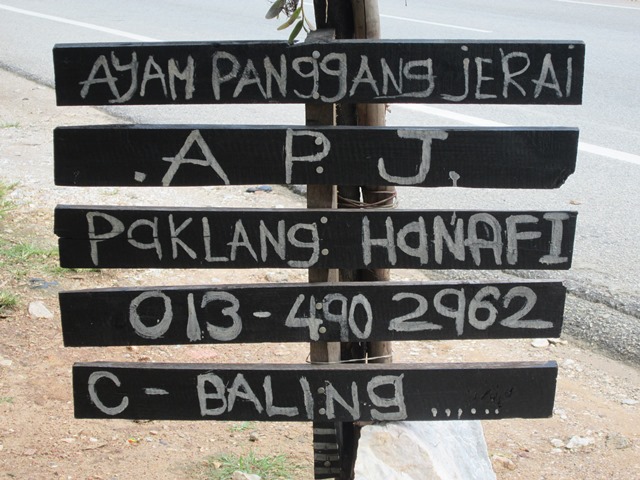 AYAM PANggANg jERAi
.A P J.
PaKLANg HaNAFI
013-490 2962
C-BALINg ......